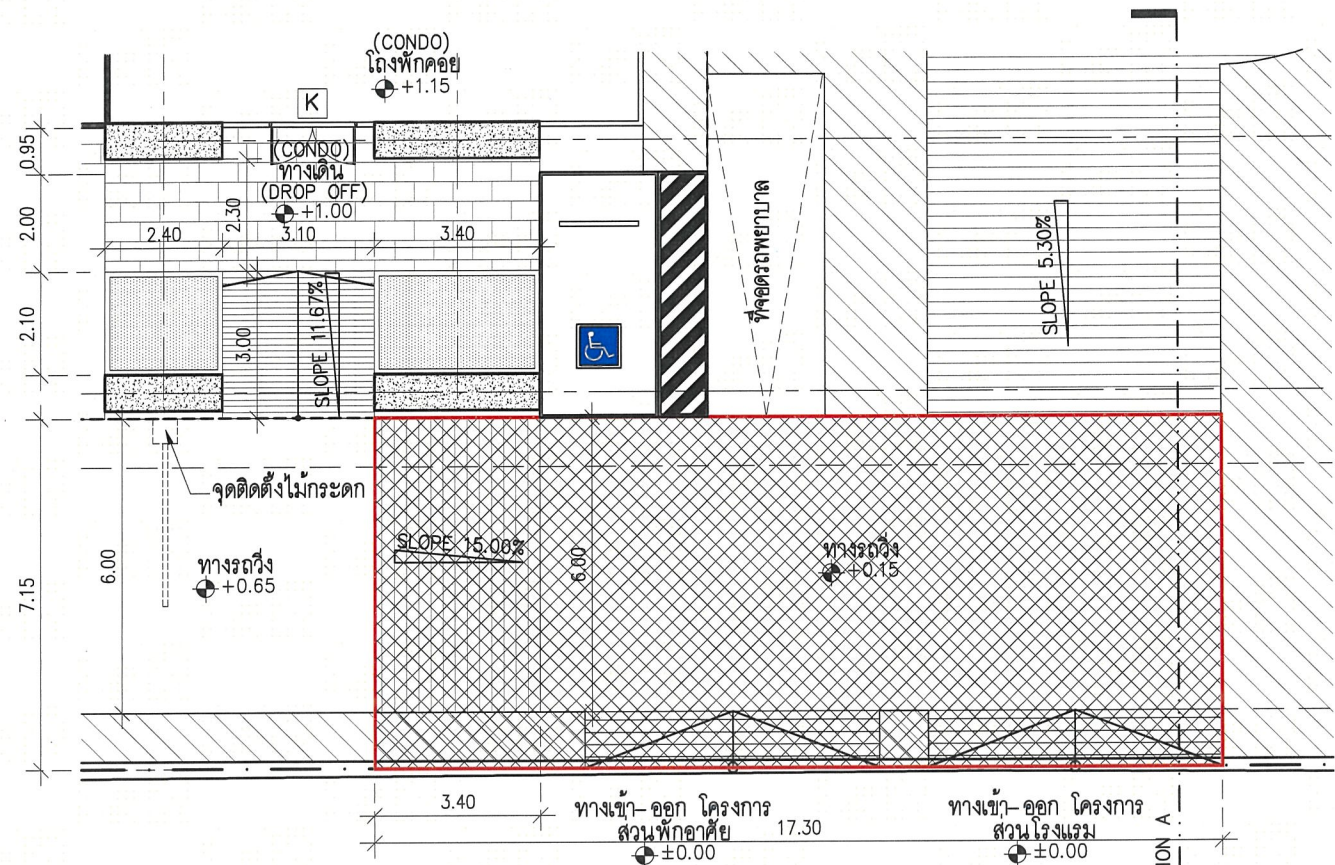 (CONDO)
โถงพักคอย
+1.15
K
(CONDO)
ทางเดิน
(DROP OFF)
+1.00
0.95
2.00
2.10
7.15
2.30
2.40
3.10
3.40
3.00
SLOPE 11.67%
ที่จอดรถพยาบาล
SLOPE 5.30%
จุดติดตั้งไม้กระดก
6.00
ทางรถวิ่ง
+0.65
SLOPE 15.00%
6.00
ทางรถวิ่ง
+0.15
3.40
17.30
ทางเข้า-ออก โครงการ
ส่วนพักอาศัย
±0.00
ทางเข้า-ออก โครงการ
ส่วนโรงแรม
±0.00
ION A